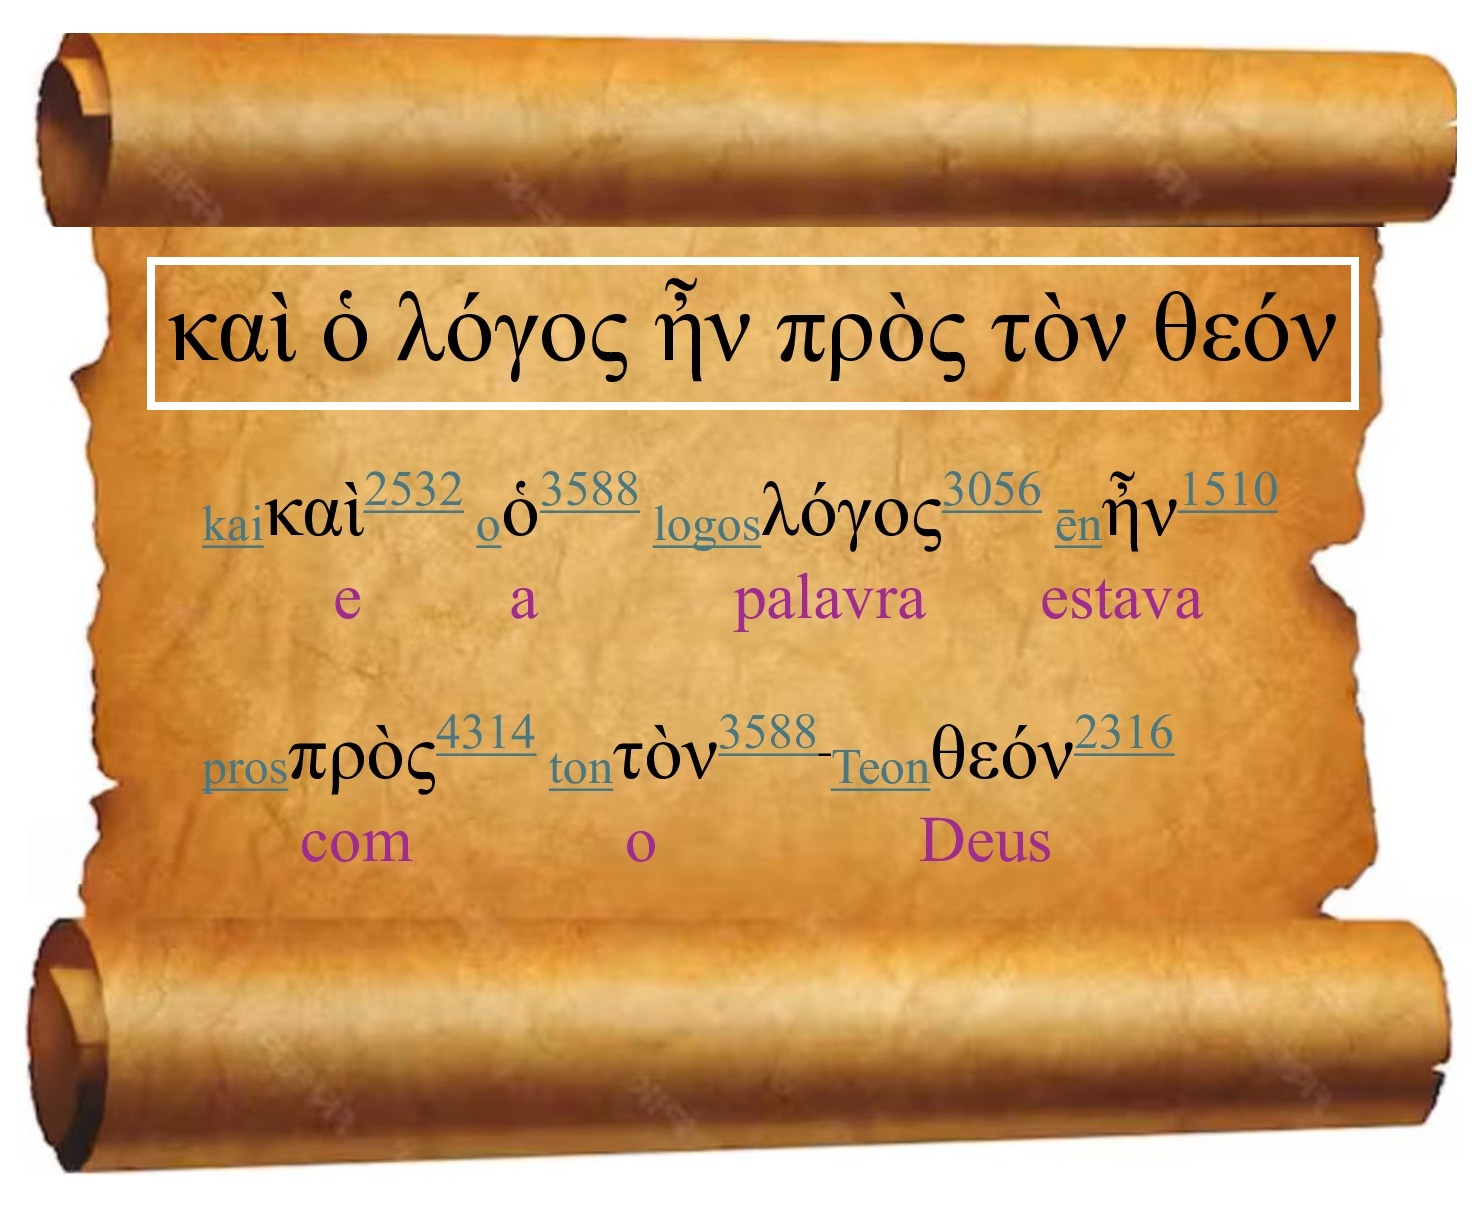 καὶ ὁ λόγος ἦν πρὸς τὸν θεόν
kaiκαὶ2532 oὁ3588 logosλόγος3056 ēnἦν1510
e a palavra estava
prosπρὸς4314 tonτὸν3588-Teonθεόν2316
com o Deus